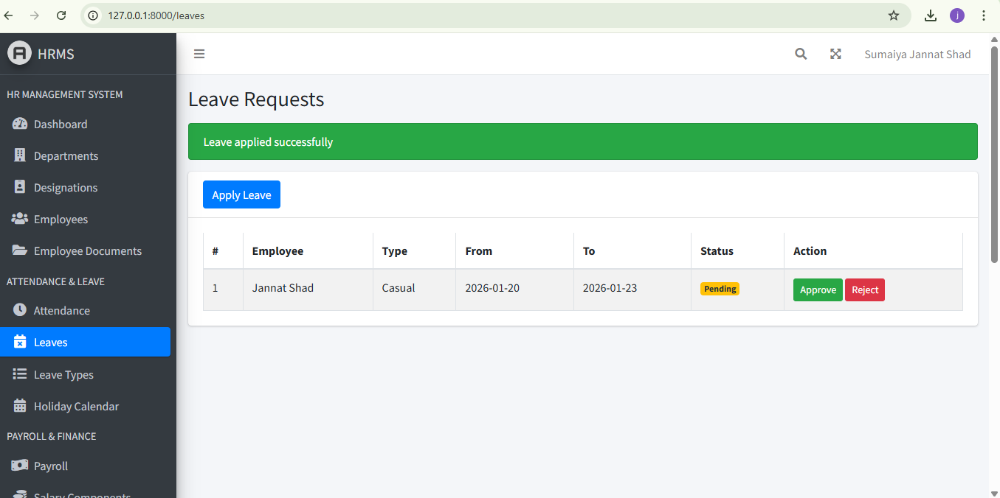 127.0.0.1:8000/leaves
j
HRMS
Sumaiya Jannat Shad
HR MANAGEMENT SYSTEM
Dashboard
Departments
Designations
Employees
Employee Documents
ATTENDANCE & LEAVE
Attendance
Leaves
Leave Types
Holiday Calendar
PAYROLL & FINANCE
Payroll
Salary Components
Leave Requests
Leave applied successfully
Apply Leave
# Employee Type From To Status Action
1 Jannat Shad Casual 2026-01-20 2026-01-23 Pending Approve Reject